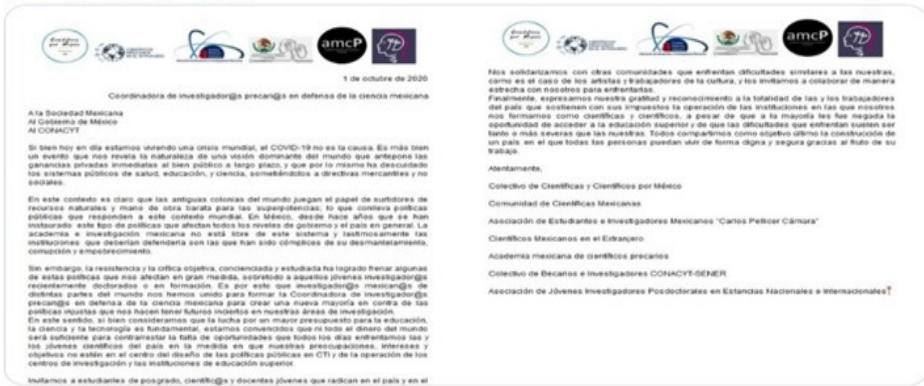 amcP
1 de octubre de 2020
Coordinadora de investigador@s precari@s en defensa de la ciencia mexicana
A la Sociedad Mexicana
Al Gobierno de México
Al CONACYT
Si bien hoy en día estamos viviendo una crisis mundial, el COVID-19 no es la causa. Es más bien
un evento que nos revela la naturaleza de una visión dominante del mundo que antepone las
ganancias privadas inmediatas al bien público a largo plazo, y que por lo mismo ha descuidado
los sistemas públicos de salud, educación, y ciencia, sometiéndolos a directivas mercantiles y no
sociales.
En este contexto es claro que las antiguas colonias del mundo juegan el papel de surtidores de
recursos naturales y mano de obra barata para las superpotencias; lo que conlleva políticas
públicas que responden a este contexto mundial. En México, desde hace años que se han
instaurado este tipo de políticas que afectan todos los niveles de gobierno y el país en general. La
academia e investigación mexicana no está libre de este sistema y lastimosamente las
instituciones que deberían defenderla son las que han sido cómplices de su desmantelamiento,
corrupción y empobrecimiento.
Sin embargo, la resistencia y la crítica objetiva, concienciada y estudiada ha logrado frenar algunas
de estas políticas que nos afectan en gran medida, sobretodo a aquellos jóvenes investigador@s
recientemente doctorados o en formación. Es por este que investigador@s mexican@s de
distintas partes del mundo nos hemos unido para formar la Coordinadora de investigador@s
precari@s en defensa de la ciencia mexicana para crear una nueva mayoría en contra de las
políticas injustas que nos hacen tener futuros inciertos en nuestras áreas de investigación.
En este sentido, si bien consideramos que la lucha por un mayor presupuesto para la educación,
la ciencia y la tecnología es fundamental, estamos convencidos que ni todo el dinero del mundo
será suficiente para contrarrestar la falta de oportunidades que todos los días enfrentamos las y
los jóvenes científicos del país en la medida en que nuestras preocupaciones, intereses y
objetivos no estén en el centro del diseño de las políticas públicas en CTI y de la operación de los
centros de investigación y las instituciones de educación superior.
Invitamos a estudiantes de posgrado, científic@s y docentes jóvenes que radican en el país y en el
amcP
Nos solidarizamos con otras comunidades que enfrentan dificultades similares a las nuestras,
como es el caso de los artistas y trabajadores de la cultura, y los invitamos a colaborar de manera
estrecha con nosotros para enfrentarlas.
Finalmente, expresamos nuestra gratitud y reconocimiento a la totalidad de las y los trabajadores
del país que sostienen con sus impuestos la operación de las instituciones en las que nosotros
nos formamos como científicas y científicos, a pesar de que a la mayoría les fue negada la
oportunidad de acceder a la educación superior y de que las dificultades que enfrentan suelen ser
tanto o más severas que las nuestras. Todos compartimos como objetivo último la construcción de
un país en el que todas las personas puedan vivir de forma digna y segura gracias al fruto de su
trabajo.
Atentamente,
Colectivo de Científicas y Científicos por México
Comunidad de Científicas Mexicanas
Asociación de Estudiantes e Investigadores Mexicanos "Carlos Pellicer Cámara"
Científicos Mexicanos en el Extranjero
Academia mexicana de científicos precarios
Colectivo de Becarios e Investigadores CONACYT-SENER
Asociación de Jóvenes Investigadores Posdoctorales en Estancias Nacionales e Internacionales